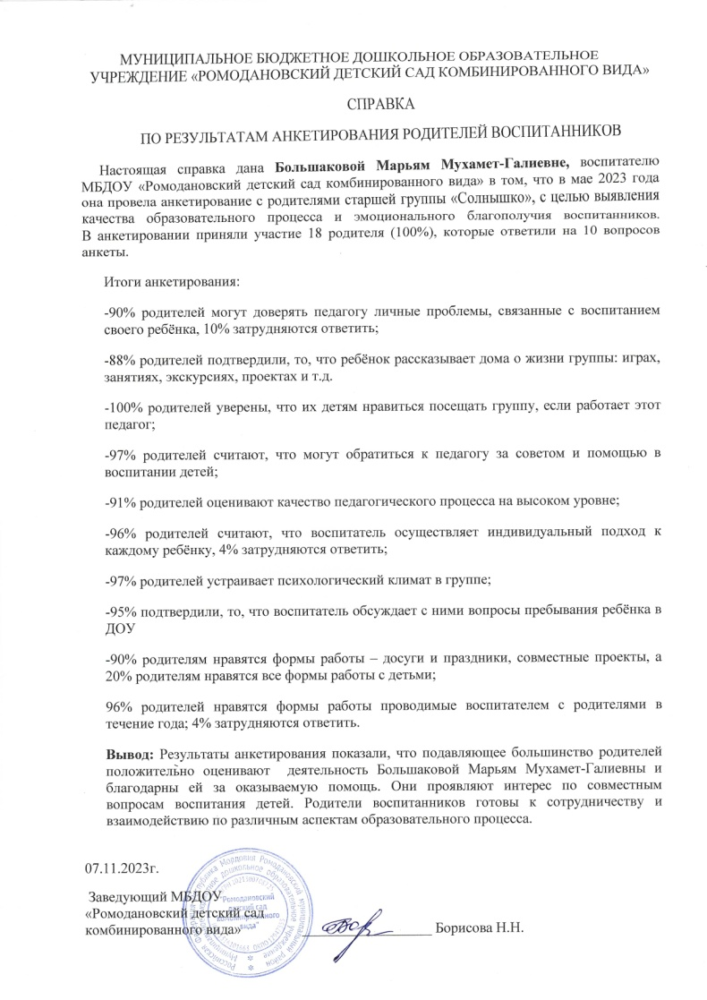 МУНИЦИПАЛЬНОЕ БЮДЖЕТНОЕ ДОШКОЛЬНОЕ ОБРАЗОВАТЕЛЬНОЕ
УЧРЕЖДЕНИЕ «РОМОДАНОВСКИЙ ДЕТСКИЙ САД КОМБИНИРОВАННОГО ВИДА»
СПРАВКА
ПО РЕЗУЛЬТАТАМ АНКЕТИРОВАНИЯ РОДИТЕЛЕЙ ВОСПИТАННИКОВ
Настоящая справка дана Большаковой Марьям Мухамет-Галиевне, воспитателю
МБДОУ «Ромодановский детский сад комбинированного вида» в том, что в мае 2023 года
она провела анкетирование с родителями старшей группы «Солнышко», с целью выявления
качества образовательного процесса и эмоционального благополучия воспитанников.
В анкетировании приняли участие 18 родителя (100%), которые ответили на 10 вопросов
анкеты.
Итоги анкетирования:
-90% родителей могут доверять педагогу личные проблемы, связанные с воспитанием
своего ребёнка, 10% затрудняются ответить;
-88% родителей подтвердили, то, что ребёнок рассказывает дома о жизни группы: играх,
занятиях, экскурсиях, проектах и т.д.
-100% родителей уверены, что их детям нравиться посещать группу, если работает этот
педагог;
-97% родителей считают, что могут обратиться к педагогу за советом и помощью в
воспитании детей;
-91% родителей оценивают качество педагогического процесса на высоком уровне;
-96% родителей считают, что воспитатель осуществляет индивидуальный подход к
каждому ребёнку, 4% затрудняются ответить;
-97% родителей устраивает психологический климат в группе;
-95% подтвердили, то, что воспитатель обсуждает с ними вопросы пребывания ребёнка в
ДОУ
-90% родителям нравятся формы работы – досуги и праздники, совместные проекты, а
20% родителям нравятся все формы работы с детьми;
96% родителей нравятся формы работы проводимые воспитателем с родителями в
течение года; 4% затрудняются ответить.
Вывод: Результаты анкетирования показали, что подавляющее большинство родителей
положительно оценивают деятельность Большаковой Марьям Мухамет-Галиевны и
благодарны ей за оказываемую помощь. Они проявляют интерес по совместным
вопросам воспитания детей. Родители воспитанников готовы к сотрудничеству и
взаимодействию по различным аспектам образовательного процесса.
07.11.2023г.
Заведующий МБДОУ
«Ромодановский детский сад
комбинированного вида» Борисова Н.Н.
"Ромодановский
детский сад
комбинированного
вида"